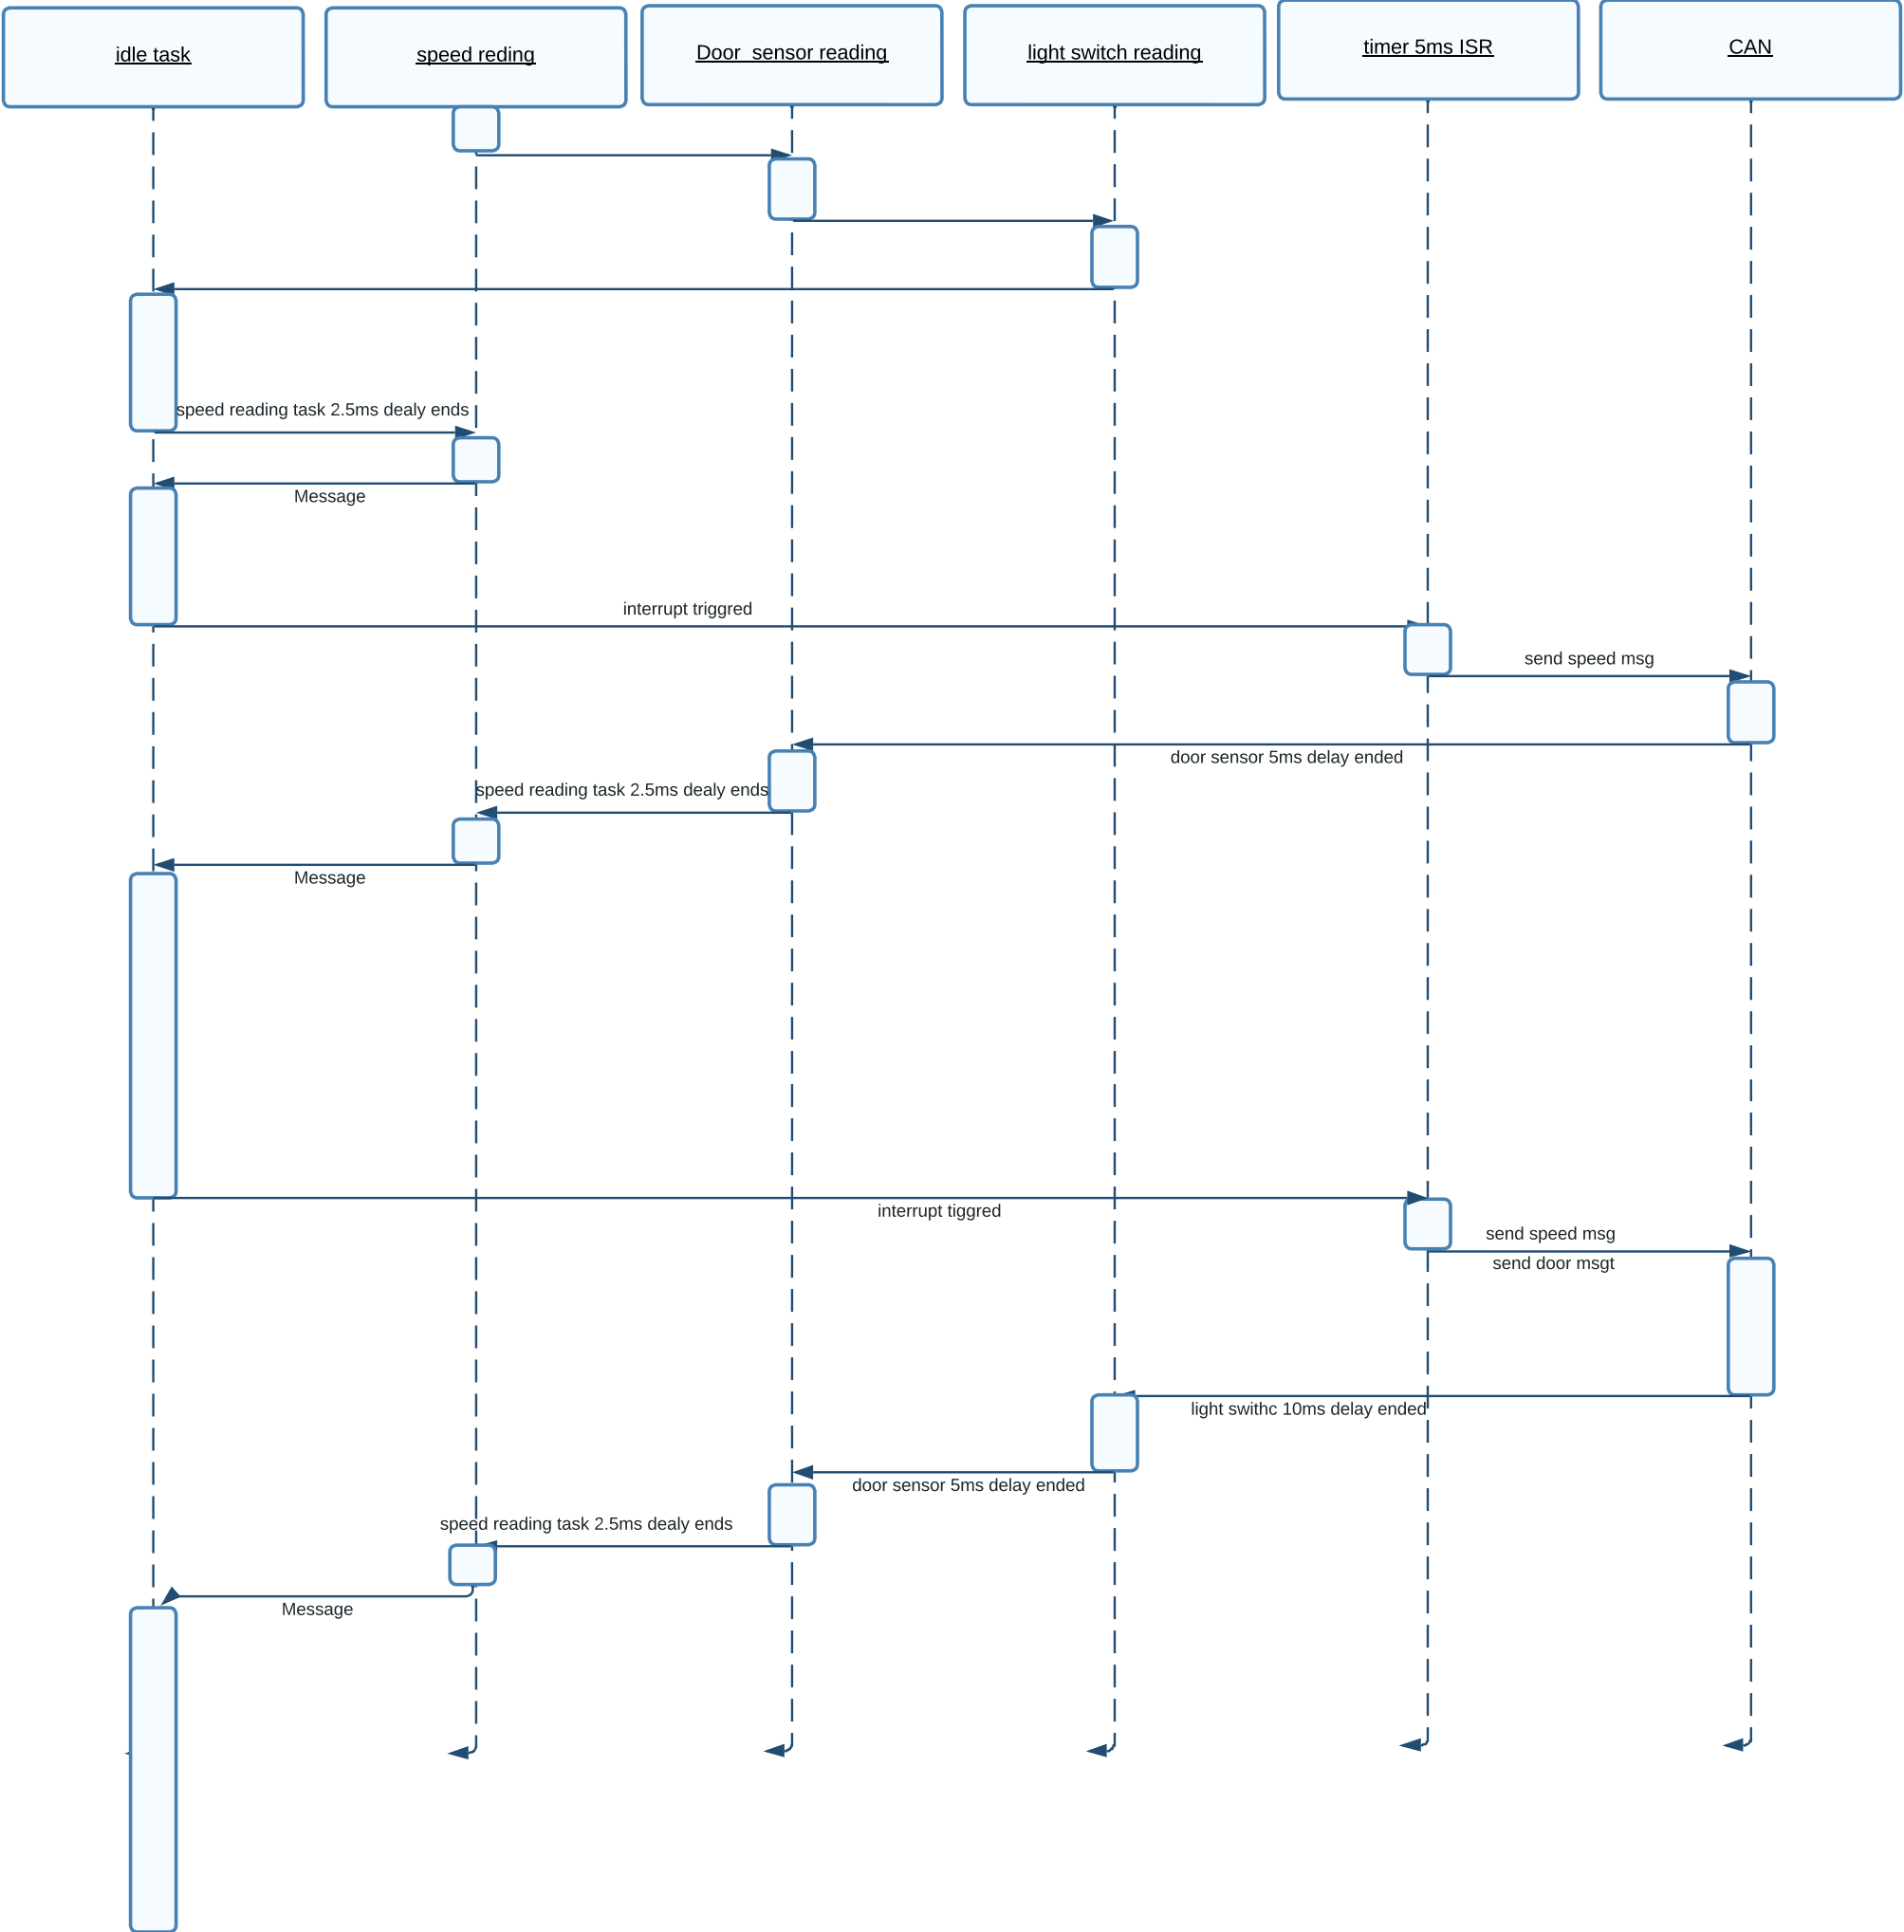 idle task
speed reding
Door  sensor reading
light switch reading
timer 5ms ISR
CAN
speed reading task 2.5ms dealy ends
Message
interrupt triggred
send speed msg
door sensor 5ms delay ended
speed reading task 2.5ms dealy ends
Message
interrupt tiggred
send speed msg
send door msgt
light swithc 10ms delay ended
door sensor 5ms delay ended
speed reading task 2.5ms dealy ends
Message